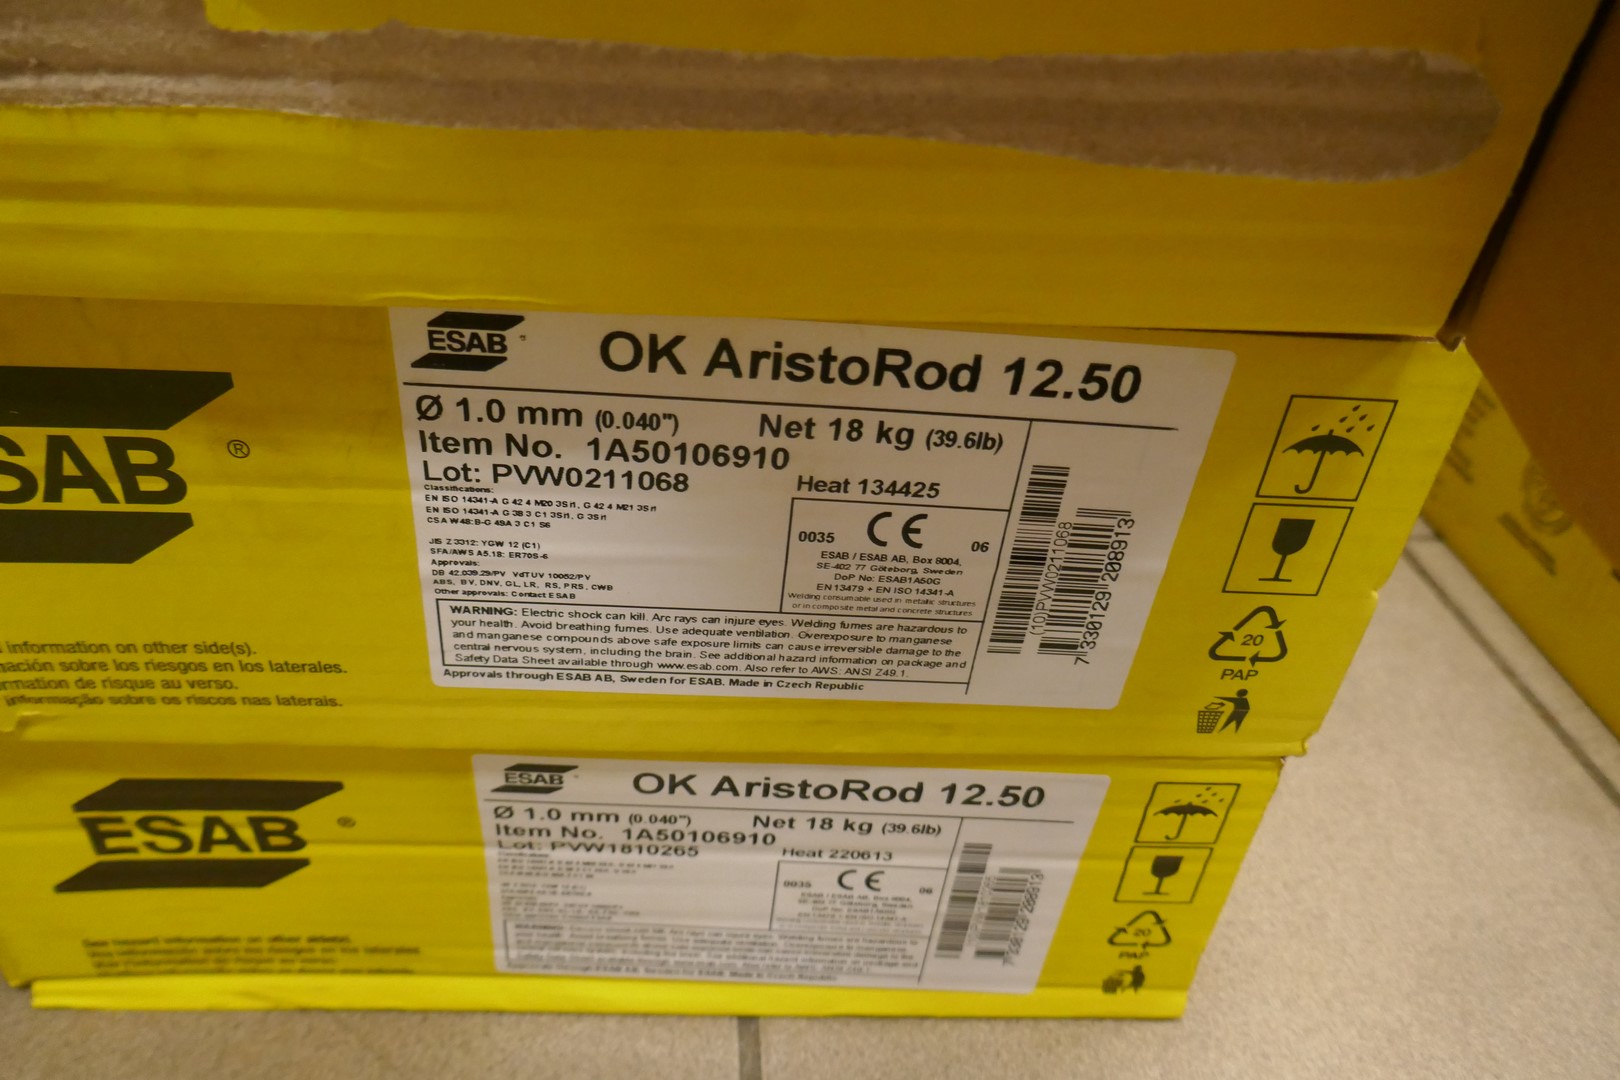 ESAB
OK AristoRod 12.50
Ø 1.0 mm (0.040") Net 18 kg (39.6lb)
Item No. 1A50106910
Lot: PVW0211068
Heat 134425
Classifications:
EN ISO 14341-A G 42 4 M20 3Si1, G 42 4 M21 3Si1
EN ISO 14341-A G 38 3 C1 3Si1, G 3Si1
CSA W48: B-G 49A 3 C1 S6
JIS Z 3312: YGW 12 (C1)
SFA/AWS A5.18: ER70S-6
Approvals:
DB 42.039.29/PV VdTUV 10052/PV
ABS, BV, DNV, GL, LR, RS, PRS, CWB
Other approvals: Contact ESAB
0035 CE 06
ESAB / ESAB AB, Box 8004,
SE-402 77 Göteborg, Sweden
DoP No: ESAB1A50G
EN 13479 + EN ISO 14341-A
Welding consumable used in metallic structures
or in composite metal and concrete structures
WARNING: Electric shock can kill. Arc rays can injure eyes. Welding fumes are hazardous to
your health. Avoid breathing fumes. Use adequate ventilation. Overexposure to manganese
and manganese compounds above safe exposure limits can cause irreversible damage to the
central nervous system, including the brain. See additional hazard information on package and
Safety Data Sheet available through www.esab.com. Also refer to AWS: ANSI Z49.1.
Approvals through ESAB AB, Sweden for ESAB. Made in Czech Republic
(10)PVW0211068
7330129208913
20
PAP
SAB ®
information on other side(s).
sobre los riesgos en los laterales.
de risque au verso.
informação sobre os riscos nas laterais.
ESAB ®
ESAB
OK AristoRod 12.50
Ø 1.0 mm (0.040") Net 18 kg (39.6lb)
Item No. 1A50106910
Lot: PVW1810265
Heat 220613
0035 CE 06
7330129208913
20
PAP